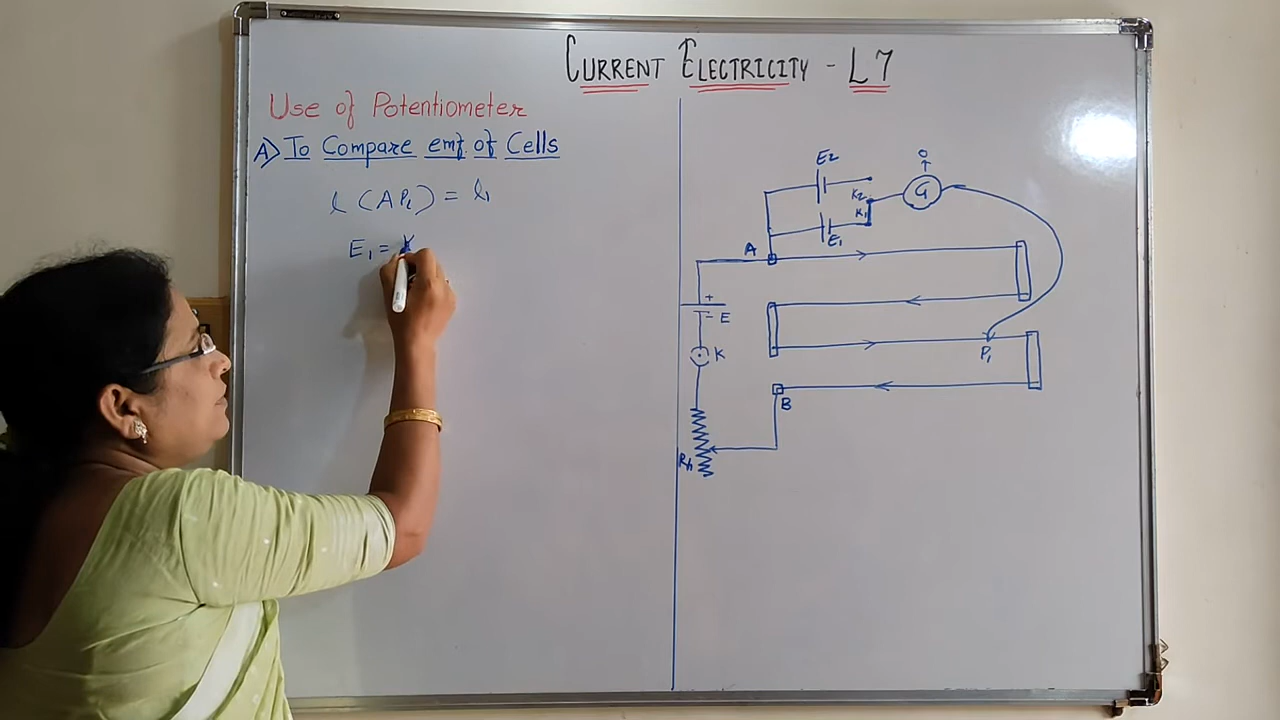 CURRENT ELECTRICITY - L7
Use of Potentiometer
A) To Compare emf of Cells
l (AP₁) = l₁
E₁ = K
E2
K2
K1
E1
0
↑
G
A
+
- E
K
Rh
B
P₁